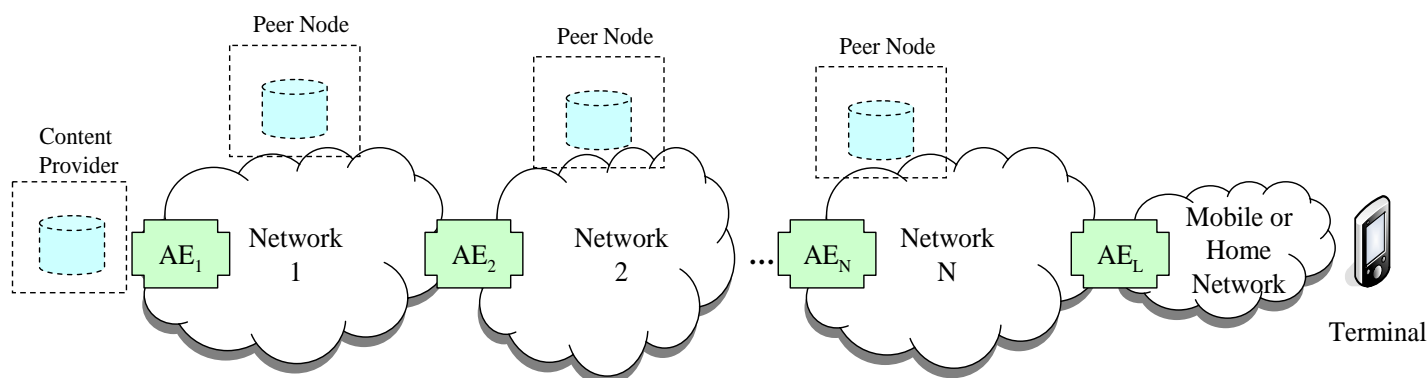 Peer Node
Peer Node
Peer Node
Content
Provider
AE1
Network
1
AE2
Network
2
...
AEN
Network
N
AEL
Mobile or
Home
Network
Terminal